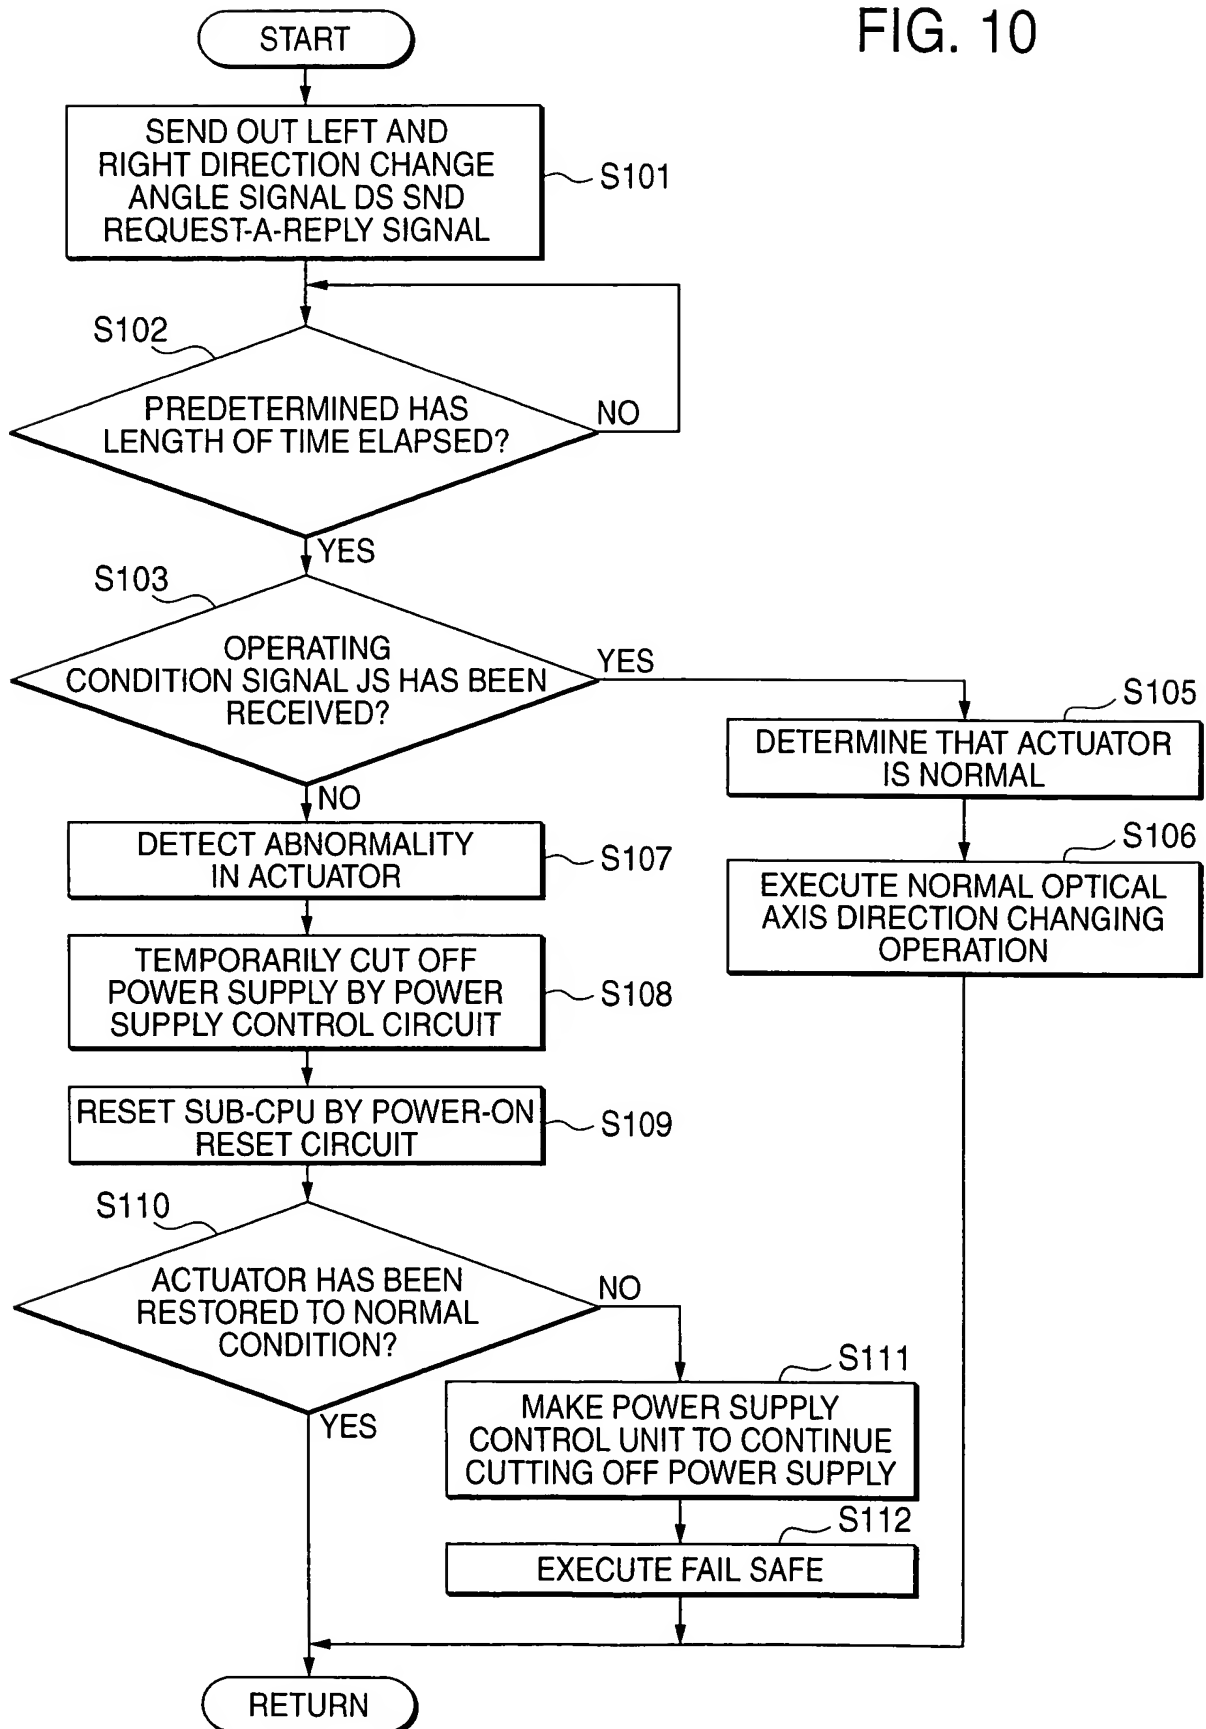 FIG. 10
START
SEND OUT LEFT AND
RIGHT DIRECTION CHANGE
ANGLE SIGNAL DS SND
REQUEST-A-REPLY SIGNAL
S101
S102
PREDETERMINED HAS
LENGTH OF TIME ELAPSED?
NO
YES
S103
OPERATING
CONDITION SIGNAL JS HAS BEEN
RECEIVED?
YES
NO
S105
DETERMINE THAT ACTUATOR
IS NORMAL
S106
EXECUTE NORMAL OPTICAL
AXIS DIRECTION CHANGING
OPERATION
DETECT ABNORMALITY
IN ACTUATOR
S107
TEMPORARILY CUT OFF
POWER SUPPLY BY POWER
SUPPLY CONTROL CIRCUIT
S108
RESET SUB-CPU BY POWER-ON
RESET CIRCUIT
S109
S110
ACTUATOR HAS BEEN
RESTORED TO NORMAL
CONDITION?
NO
YES
S111
MAKE POWER SUPPLY
CONTROL UNIT TO CONTINUE
CUTTING OFF POWER SUPPLY
S112
EXECUTE FAIL SAFE
RETURN